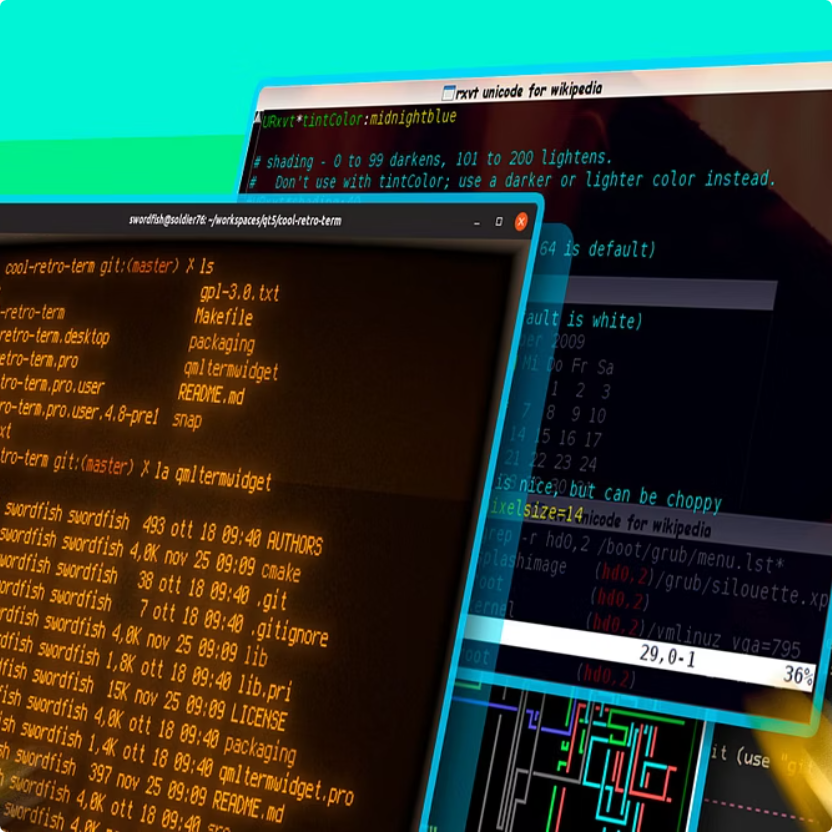 rxvt unicode for wikipedia
URxvt*tintColor:midnightblue
# shading - 0 to 99 darkens, 101 to 200 lightens.
# Don't use with tintColor; use a darker or lighter color instead.
swordfish@soldier76: ~/workspaces/qt5/cool-retro-term
64 is default)
cool-retro-term git:(master) ✗ ls
gpl-3.0.txt
-retro-term Makefile
retro-term.desktop packaging
etro-term.pro qmltermwidget
tro-term.pro.user README.md
ro-term.pro.user.4.8-pre1 snap
xt
tro-term git:(master) ✗ la qmltermwidget
swordfish swordfish 493 ott 18 09:40 AUTHORS
swordfish swordfish 4,0K nov 25 09:09 cmake
swordfish swordfish 38 ott 18 09:40 .git
swordfish swordfish 7 ott 18 09:40 .gitignore
swordfish swordfish 4,0K nov 25 09:09 lib
swordfish swordfish 1,8K ott 18 09:40 lib.pri
swordfish swordfish 15K nov 25 09:09 LICENSE
swordfish swordfish 4,0K ott 18 09:40 packaging
swordfish swordfish 1,4K ott 18 09:40 qmltermwidget.pro
sh swordfish 397 nov 25 09:09 README.md
swordfish 4,0K ott 18 09:40
ault is white)
er 2009
Mi Do Fr Sa
1 2 3
7 8 9 10
14 15 16 17
21 22 23 24
is nice, but can be choppy
ixelsize=14
unicode for wikipedia
rep -r hd0,2 /boot/grub/menu.lst*
plashimage (hd0,2)/grub/silouette.xp
oot (hd0,2)
ernel (hd0,2)/vmlinuz vga=795
29,0-1 36%
oot (hd0,2)
it (use "git